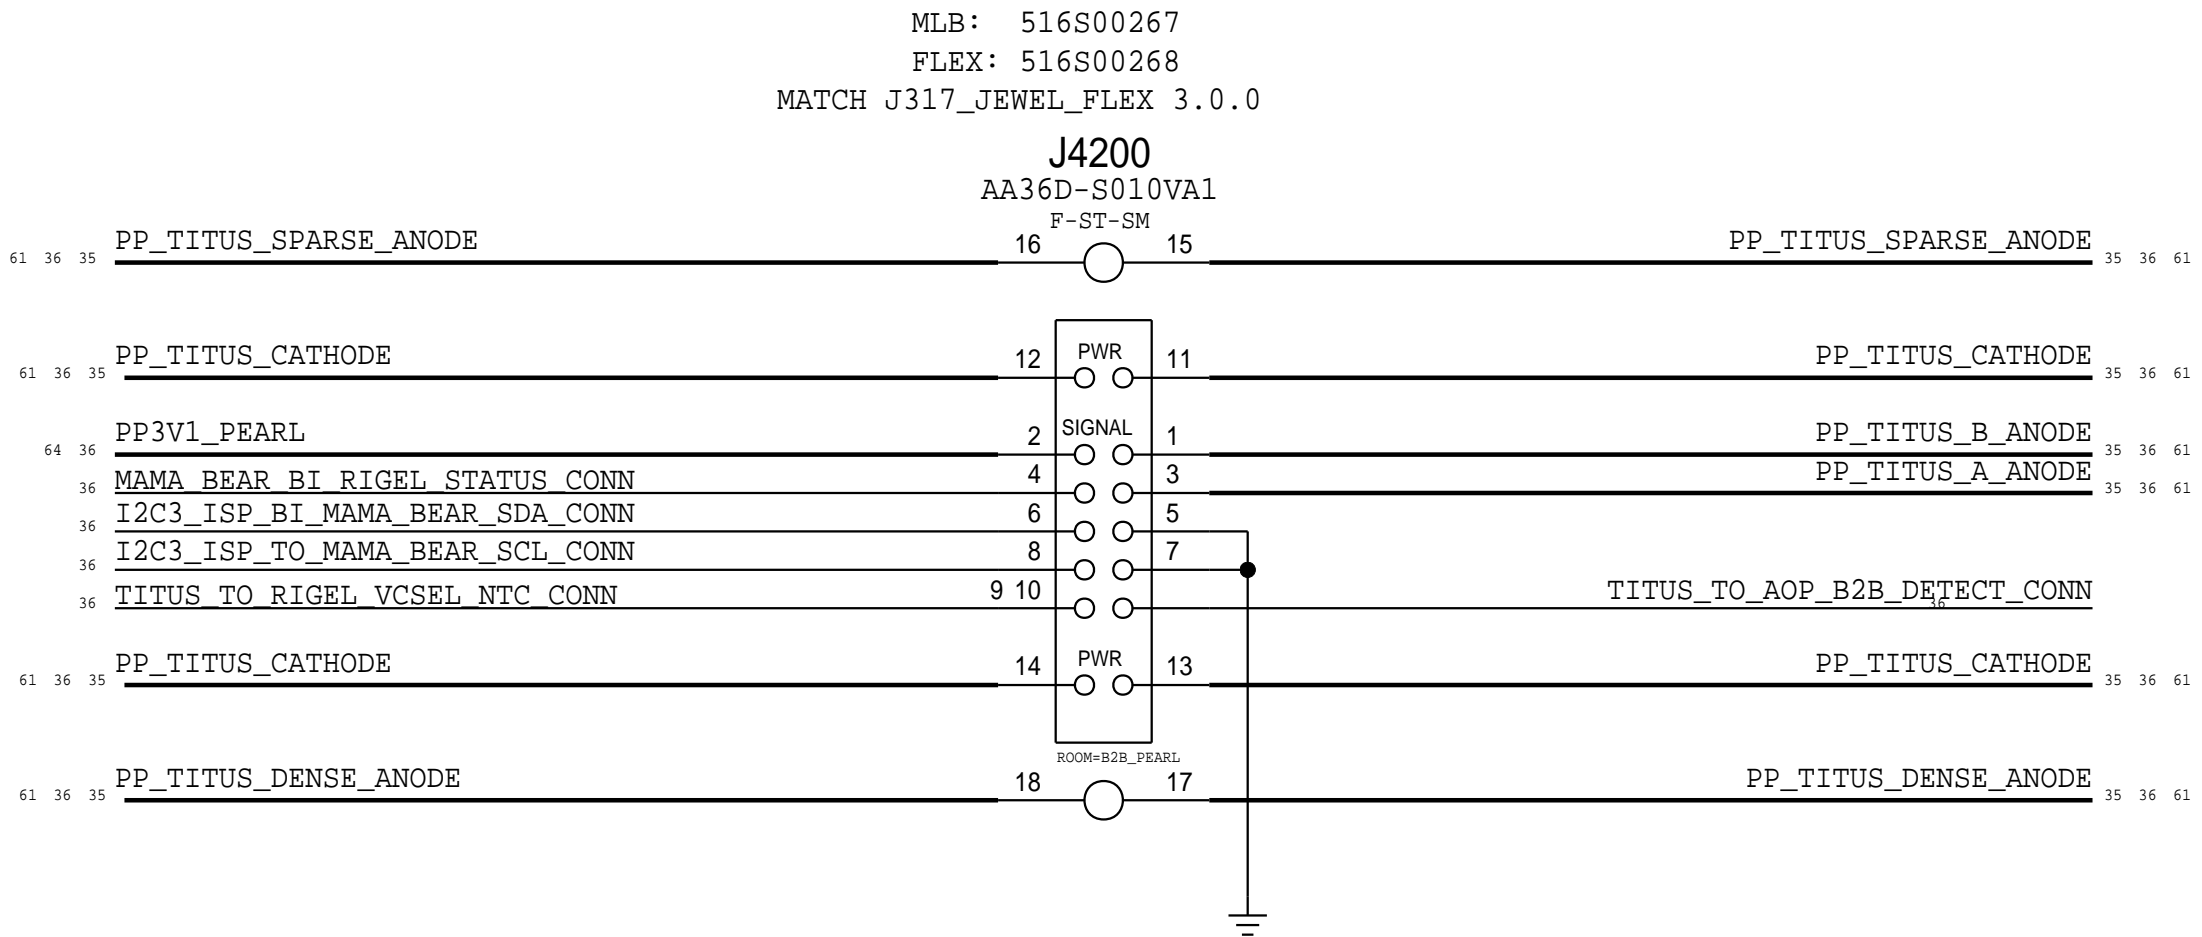 MLB: 516S00267
FLEX: 516S00268
MATCH J317_JEWEL_FLEX 3.0.0
J4200
AA36D-S010VA1
F-ST-SM
61 36 35 PP_TITUS_SPARSE_ANODE 16 15 PP_TITUS_SPARSE_ANODE 35 36 61
61 36 35 PP_TITUS_CATHODE 12 PWR 11 PP_TITUS_CATHODE 35 36 61
64 36 PP3V1_PEARL 2 SIGNAL 1 PP_TITUS_B_ANODE 35 36 61
36 MAMA_BEAR_BI_RIGEL_STATUS_CONN 4 3 PP_TITUS_A_ANODE 35 36 61
36 I2C3_ISP_BI_MAMA_BEAR_SDA_CONN 6 5
36 I2C3_ISP_TO_MAMA_BEAR_SCL_CONN 8 7
36 TITUS_TO_RIGEL_VCSEL_NTC_CONN 9 10 TITUS_TO_AOP_B2B_DETECT_CONN 36
61 36 35 PP_TITUS_CATHODE 14 PWR 13 PP_TITUS_CATHODE 35 36 61
ROOM=B2B_PEARL
61 36 35 PP_TITUS_DENSE_ANODE 18 17 PP_TITUS_DENSE_ANODE 35 36 61